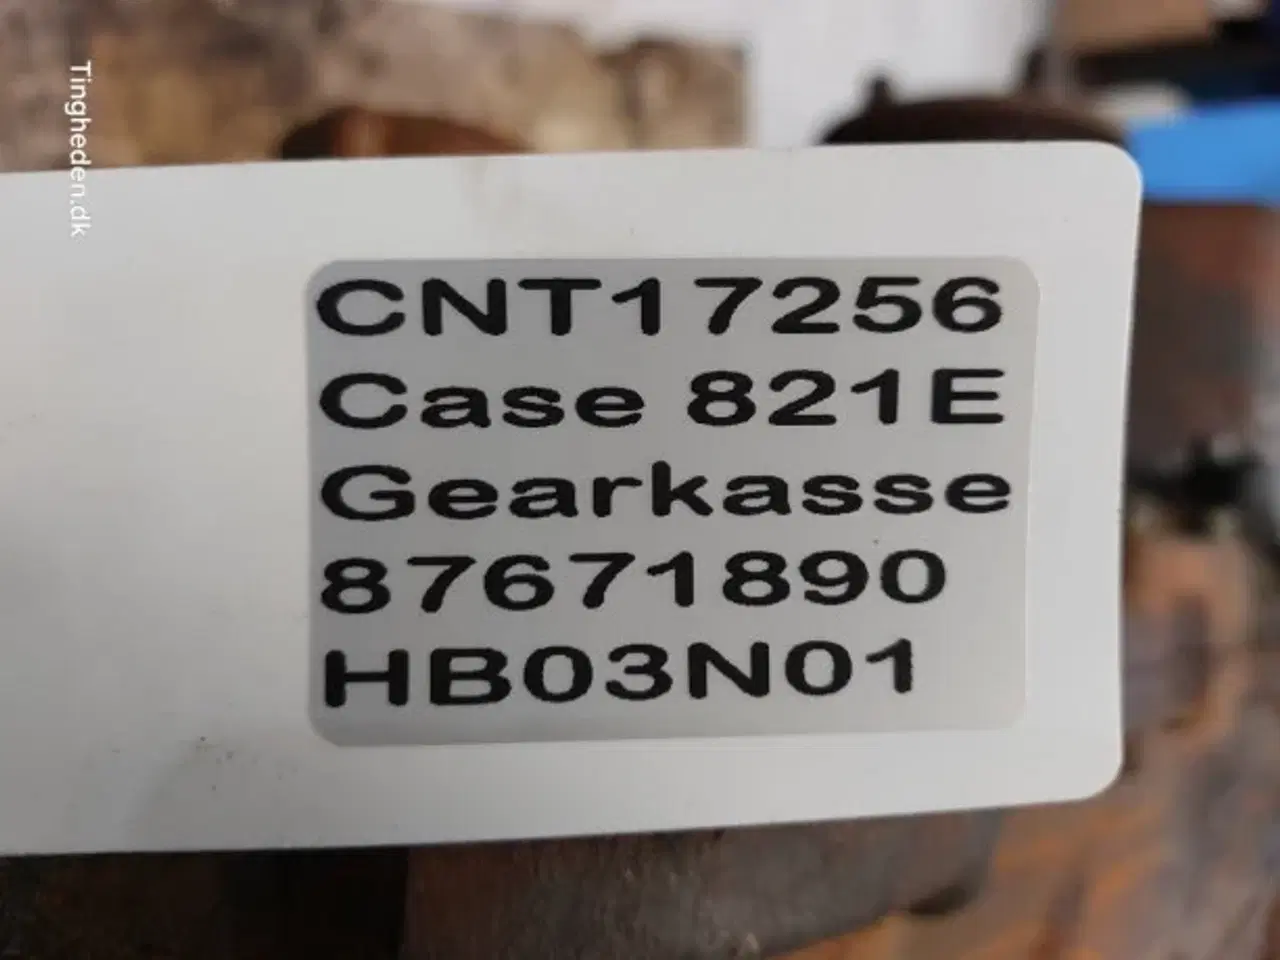 Tingheden.dk
CNT17256
Case 821E
Gearkasse
87671890
HB03N01